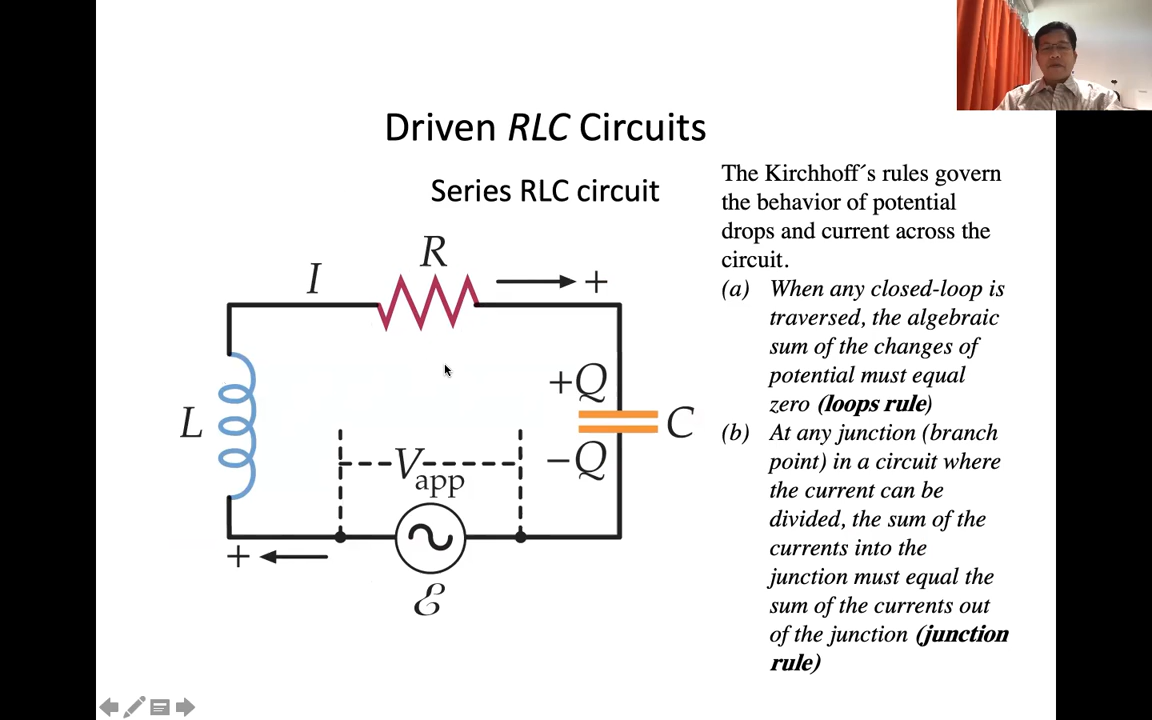 Driven RLC Circuits
Series RLC circuit
The Kirchhoff´s rules govern
the behavior of potential
drops and current across the
circuit.
(a) When any closed-loop is
traversed, the algebraic
sum of the changes of
potential must equal
zero (loops rule)
(b) At any junction (branch
point) in a circuit where
the current can be
divided, the sum of the
currents into the
junction must equal the
sum of the currents out
of the junction (junction
rule)
R
I
+
+Q
L
C
−Q
Vapp
+
ℰ